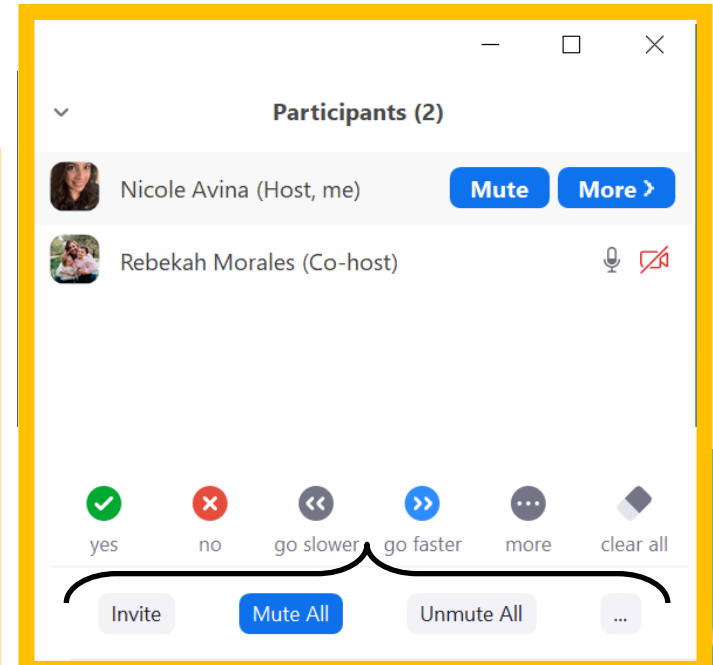 Participants (2)
Nicole Avina (Host, me) Mute More
Rebekah Morales (Co-host)
yes no go slower go faster more clear all
Invite Mute All Unmute All ...